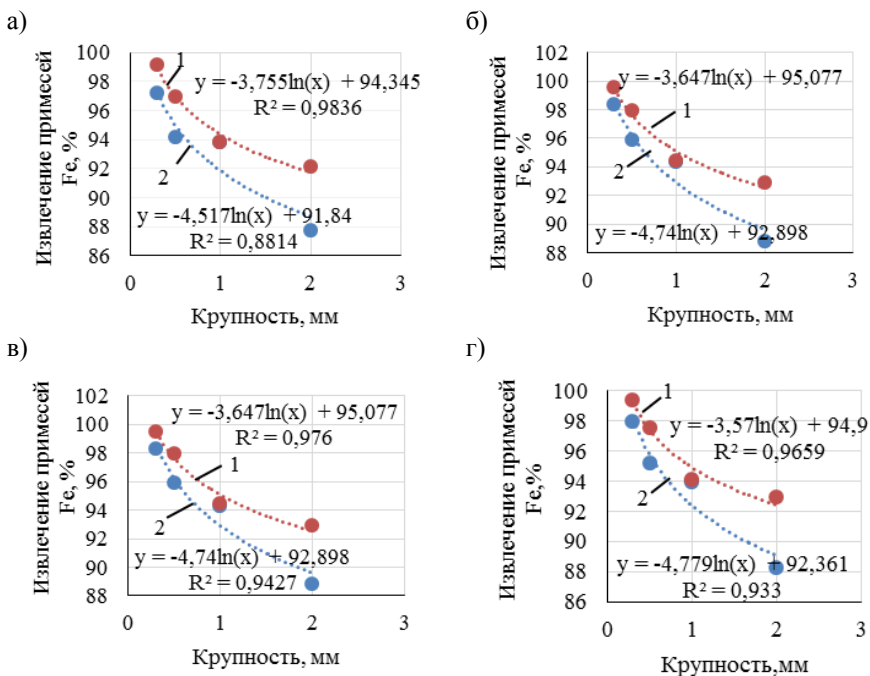 а)
Извлечение примесей
Fe, %
100
98
96
94
92
90
88
86
1
y = -3,755ln(x) + 94,345
R² = 0,9836
2
y = -4,517ln(x) + 91,84
R² = 0,8814
0 1 2 3
Крупность, мм
б)
Извлечение примесей
Fe, %
102
100
98
96
94
92
90
88
y = -3,647ln(x) + 95,077
1
2
y = -4,74ln(x) + 92,898
0 1 2 3
Крупность, мм
в)
Извлечение примесей
Fe, %
102
100
98
96
94
92
90
88
y = -3,647ln(x) + 95,077
R² = 0,976
1
2
y = -4,74ln(x) + 92,898
R² = 0,9427
0 1 2 3
Крупность, мм
г)
Извлечение примесей
Fe, %
100
98
96
94
92
90
88
86
1
y = -3,57ln(x) + 94,9
R² = 0,9659
2
y = -4,779ln(x) + 92,361
R² = 0,933
0 1 2 3
Крупность,мм